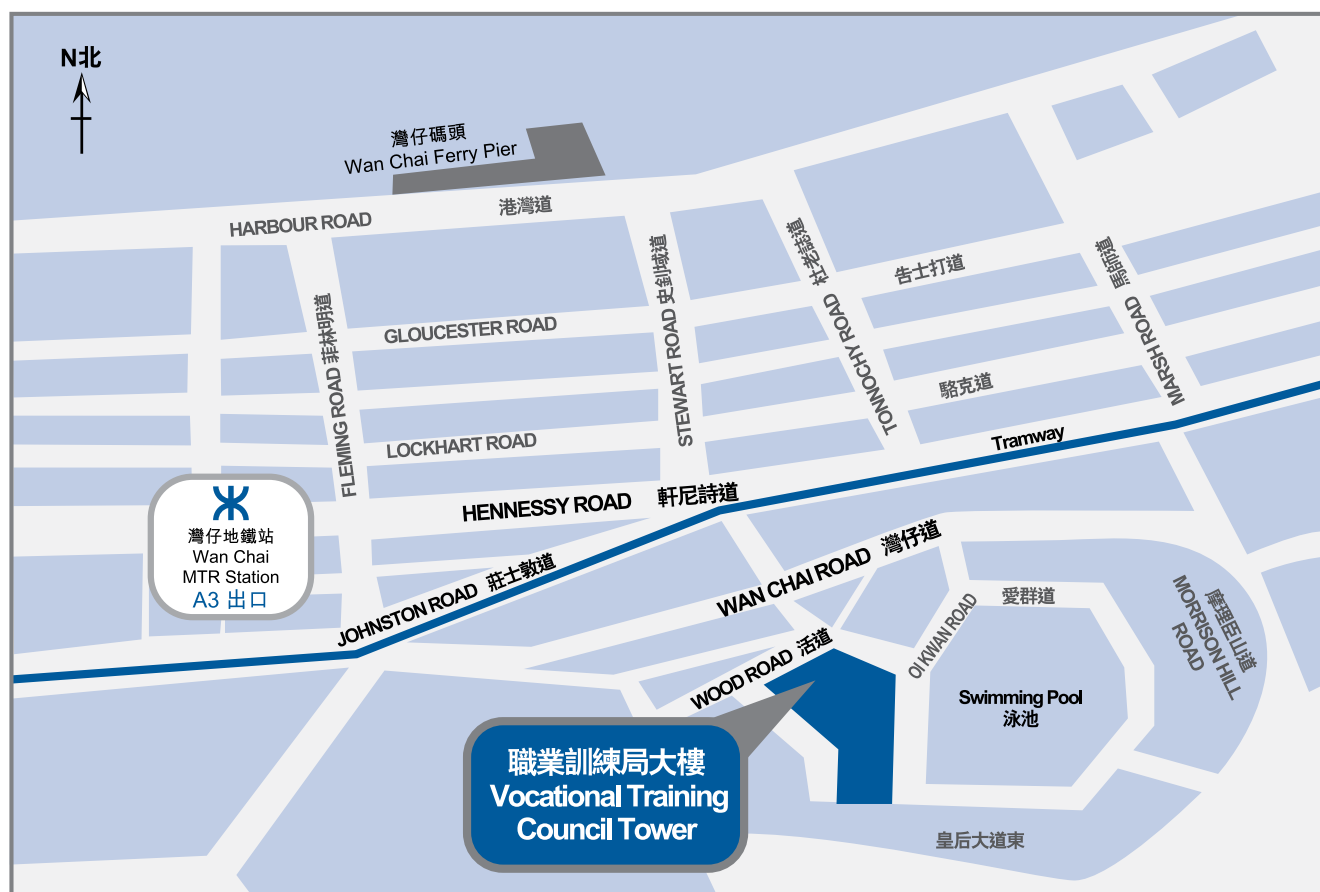 N北
灣仔碼頭
Wan Chai Ferry Pier
HARBOUR ROAD 港灣道
FLEMING ROAD 菲林明道
STEWART ROAD 史釗域道
TONNOCHY ROAD 杜老誌道
MARSH ROAD 馬師道
GLOUCESTER ROAD 告士打道
LOCKHART ROAD 駱克道
Tramway
HENNESSY ROAD 軒尼詩道
灣仔地鐵站
Wan Chai
MTR Station
A3 出口
JOHNSTON ROAD 莊士敦道
WAN CHAI ROAD 灣仔道
愛群道
OI KWAN ROAD
摩理臣山道
MORRISON HILL
ROAD
WOOD ROAD 活道
Swimming Pool
泳池
職業訓練局大樓
Vocational Training
Council Tower
皇后大道東